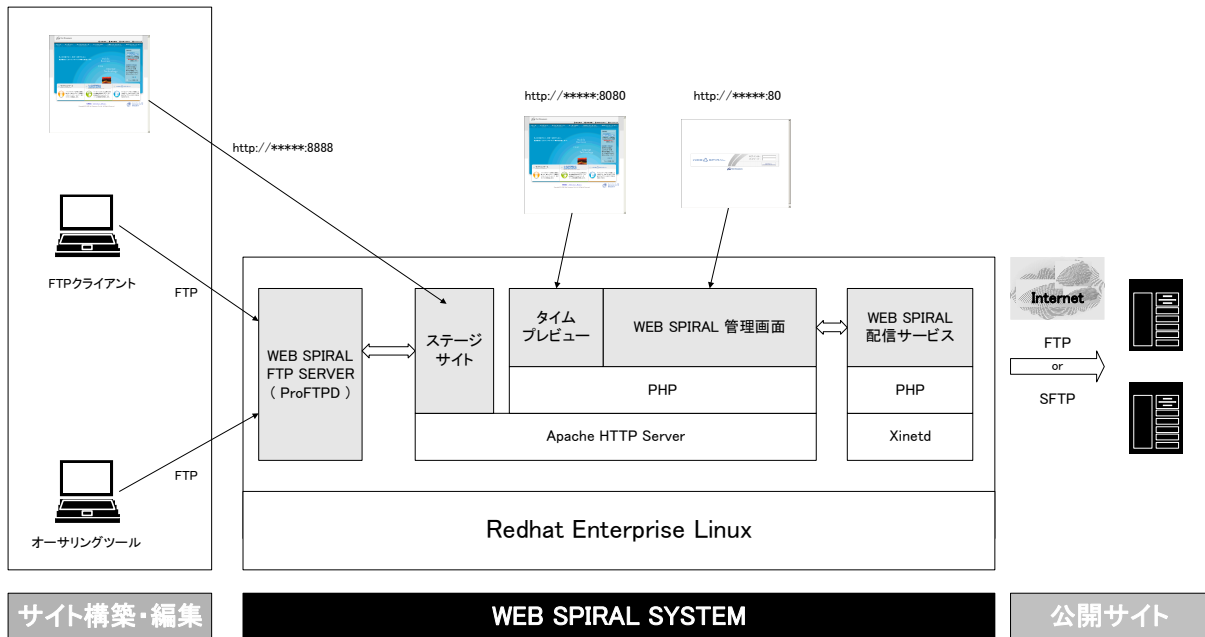 http://*****:8080
http://*****:80
http://*****:8888
FTPクライアント
FTP
FTP
オーサリングツール
WEB SPIRAL
FTP SERVER
( ProFTPD )
ステージ
サイト
タイム
プレビュー
WEB SPIRAL 管理画面
WEB SPIRAL
配信サービス
PHP
PHP
Apache HTTP Server
Xinetd
Redhat Enterprise Linux
Internet
FTP
or
SFTP
サイト構築・編集
WEB SPIRAL SYSTEM
公開サイト